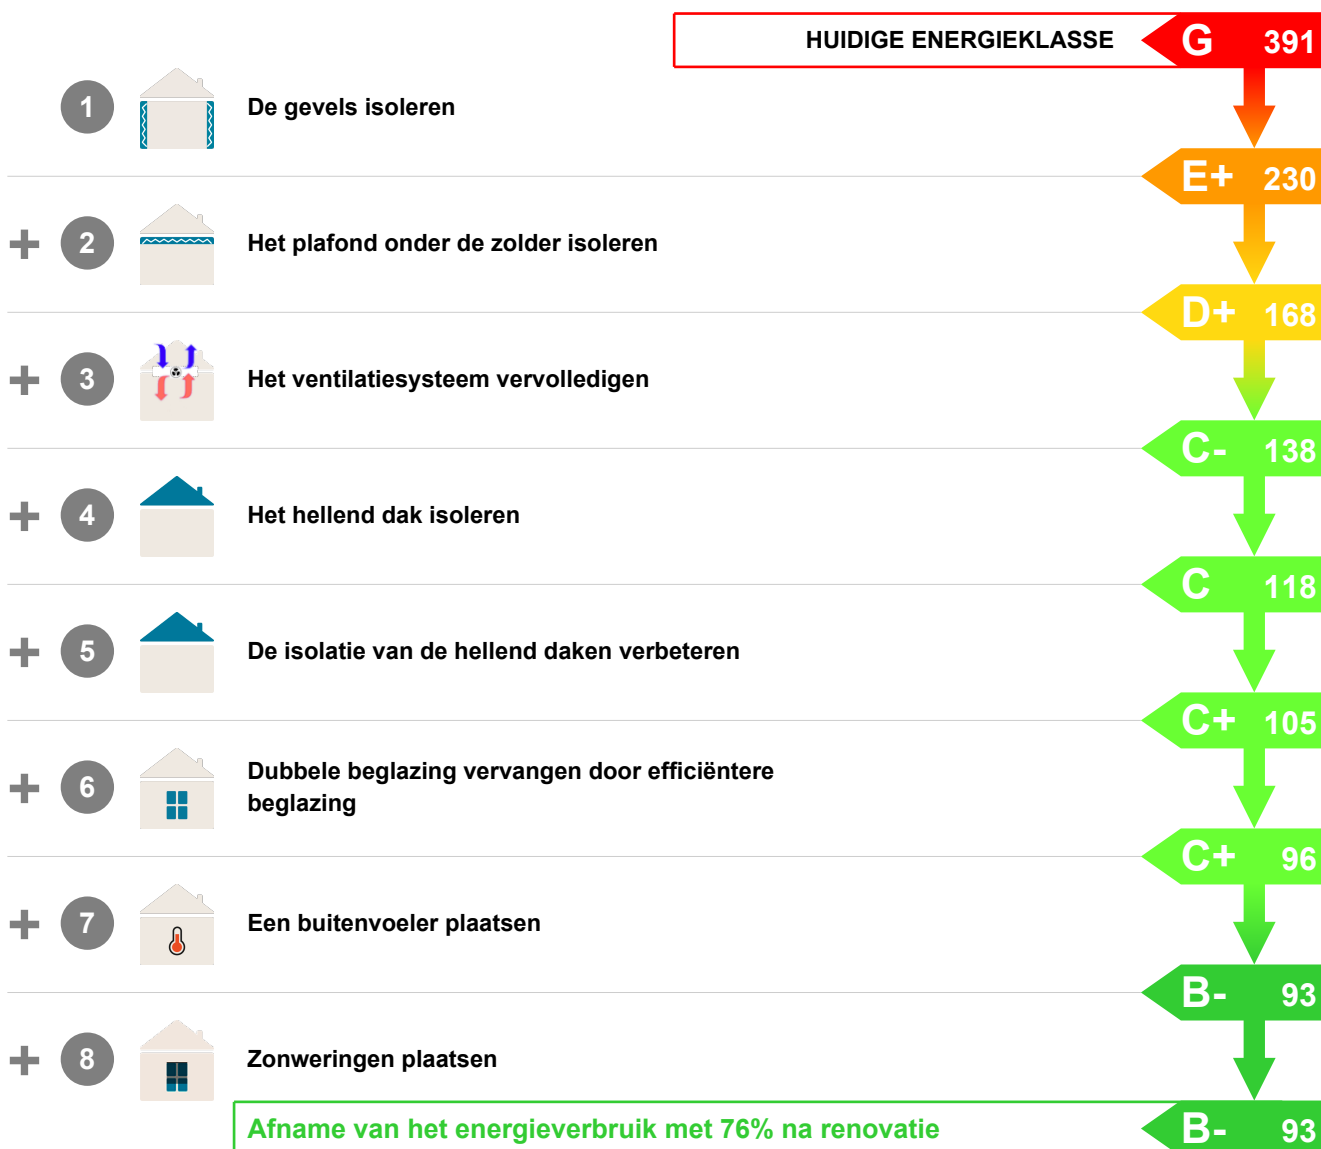 HUIDIGE ENERGIEKLASSE G 391
1 De gevels isoleren
E+ 230
+ 2 Het plafond onder de zolder isoleren
D+ 168
+ 3 Het ventilatiesysteem vervolledigen
C- 138
+ 4 Het hellend dak isoleren
C 118
+ 5 De isolatie van de hellend daken verbeteren
C+ 105
+ 6 Dubbele beglazing vervangen door efficiëntere
beglazing
C+ 96
+ 7 Een buitenvoeler plaatsen
B- 93
+ 8 Zonweringen plaatsen
Afname van het energieverbruik met 76% na renovatie B- 93